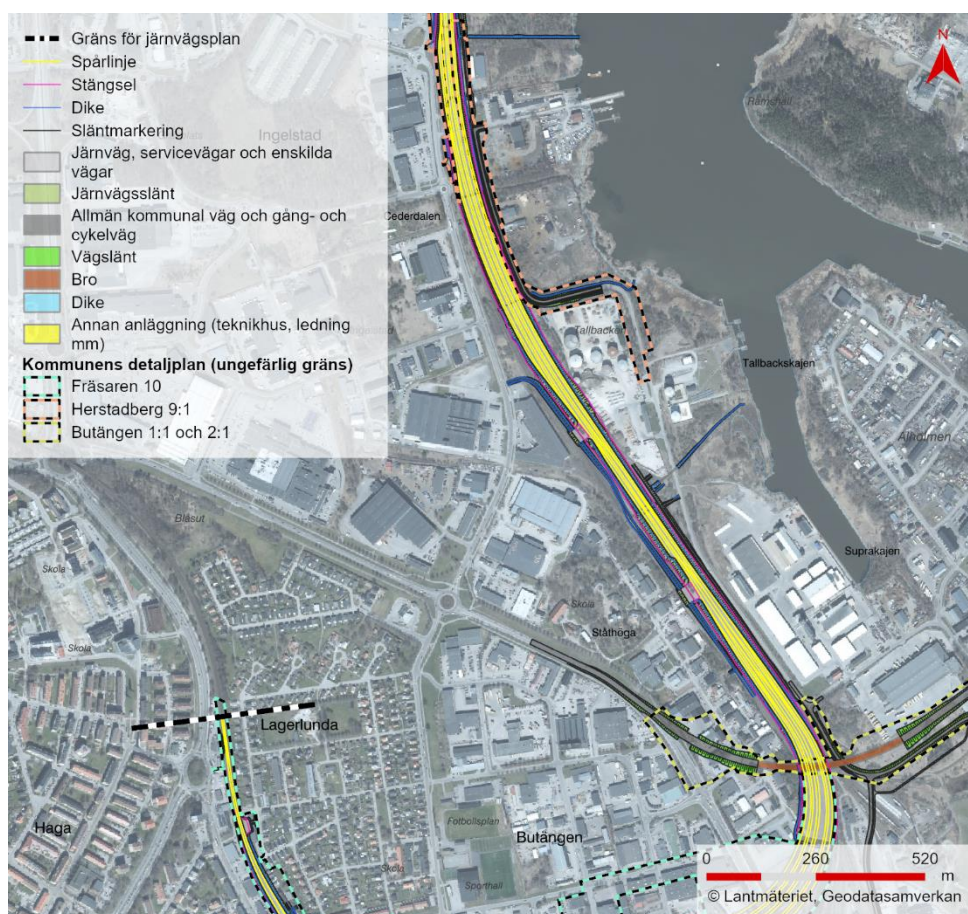 Gräns för järnvägsplan
Spårlinje
Stängsel
Dike
Släntmarkering
Järnväg, servicevägar och enskilda
vägar
Järnvägsslänt
Allmän kommunal väg och gång- och
cykelväg
Vägslänt
Bro
Dike
Annan anläggning (teknikhus, ledning
mm)
Kommunens detaljplan (ungefärlig gräns)
Fräsaren 10
Herstadberg 9:1
Butängen 1:1 och 2:1
N
Ingelstad
Ramshäll
Cederdalen
Tallbacken
Tallbackskajen
Alholmen
Blåsut
Suprakajen
Skola
Skola
Ståthöga
Skola
Skola
Lagerlunda
Haga
Fotbollsplan
Butängen
Skola
Sporthall
0 260 520
m
© Lantmäteriet, Geodatasamverkan